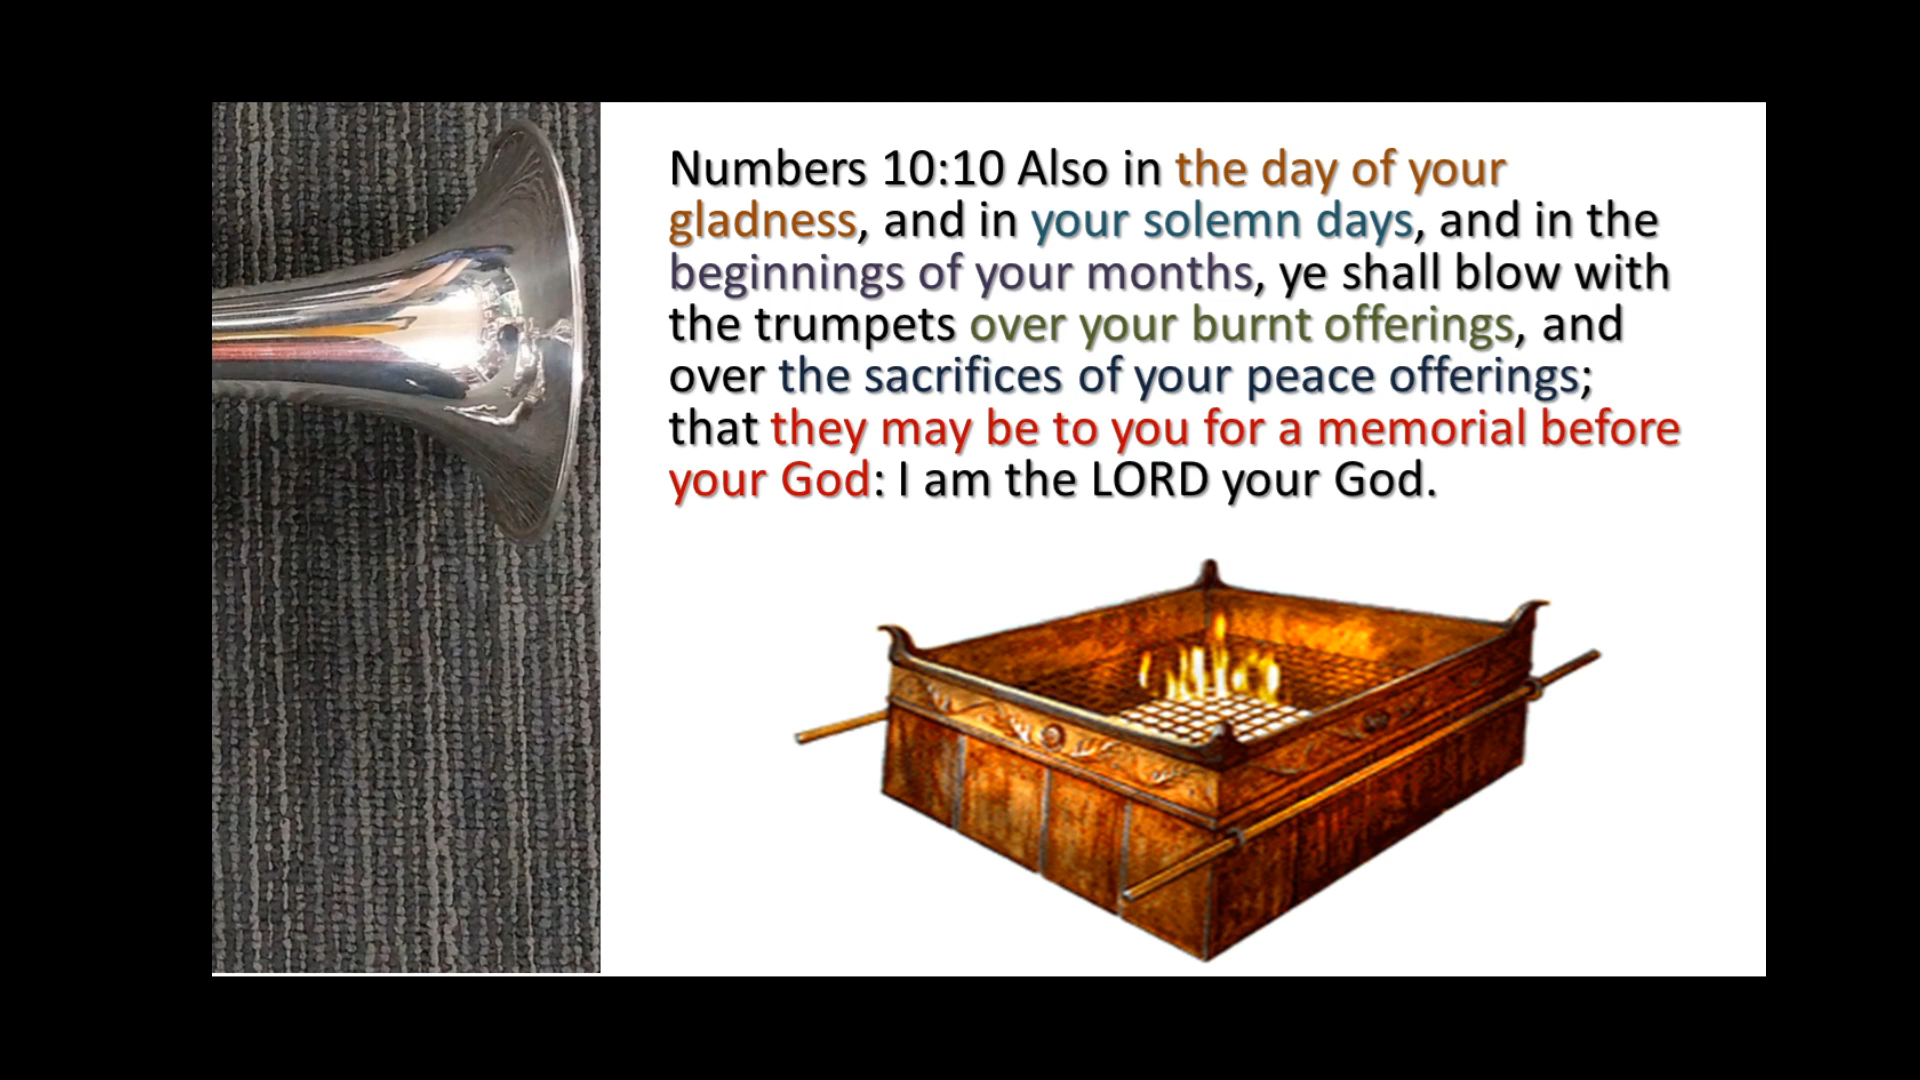 Numbers 10:10 Also in the day of your
gladness, and in your solemn days, and in the
beginnings of your months, ye shall blow with
the trumpets over your burnt offerings, and
over the sacrifices of your peace offerings;
that they may be to you for a memorial before
your God: I am the LORD your God.